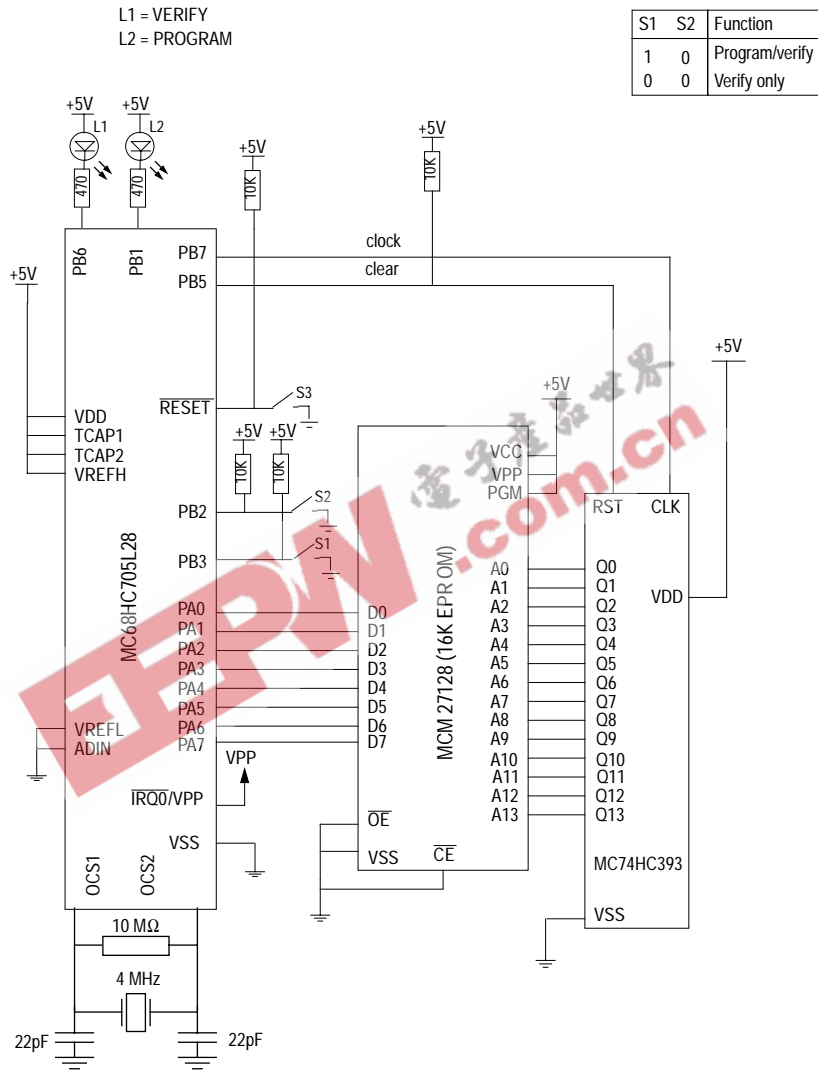 L1 = VERIFY
L2 = PROGRAM
S1 S2 Function
1 0 Program/verify
0 0 Verify only
+5V +5V
L1 L2
470 470
+5V
10K
+5V
10K
PB6 PB1 PB7
clock
PB5
clear
+5V
VDD
TCAP1
TCAP2
VREFH
RESET
S3
+5V +5V
10K 10K
PB2
S2
PB3
S1
MC68HC705L28
PA0
PA1
PA2
PA3
PA4
PA5
PA6
PA7
VREFL
ADIN
VPP
IRQ0/VPP
VSS
OCS1 OCS2
10 MΩ
4 MHz
22pF 22pF
+5V
VCC
VPP
PGM
MCM 27128 (16K EPROM)
D0
D1
D2
D3
D4
D5
D6
D7
A0
A1
A2
A3
A4
A5
A6
A7
A8
A9
A10
A11
A12
A13
OE
VSS
CE
+5V
RST CLK
VDD
Q0
Q1
Q2
Q3
Q4
Q5
Q6
Q7
Q8
Q9
Q10
Q11
Q12
Q13
MC74HC393
VSS
EEPW
.com.cn
電子產品世界